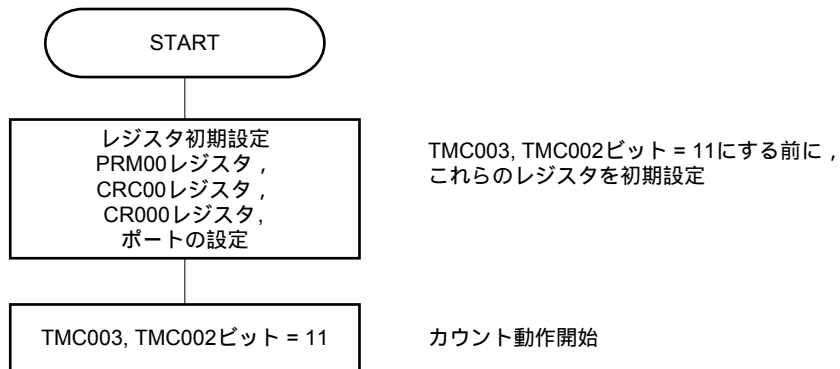 START
レジスタ初期設定
PRM00レジスタ，
CRC00レジスタ，
CR000レジスタ,
ポートの設定
TMC003, TMC002ビット = 11にする前に，
これらのレジスタを初期設定
TMC003, TMC002ビット = 11
カウント動作開始